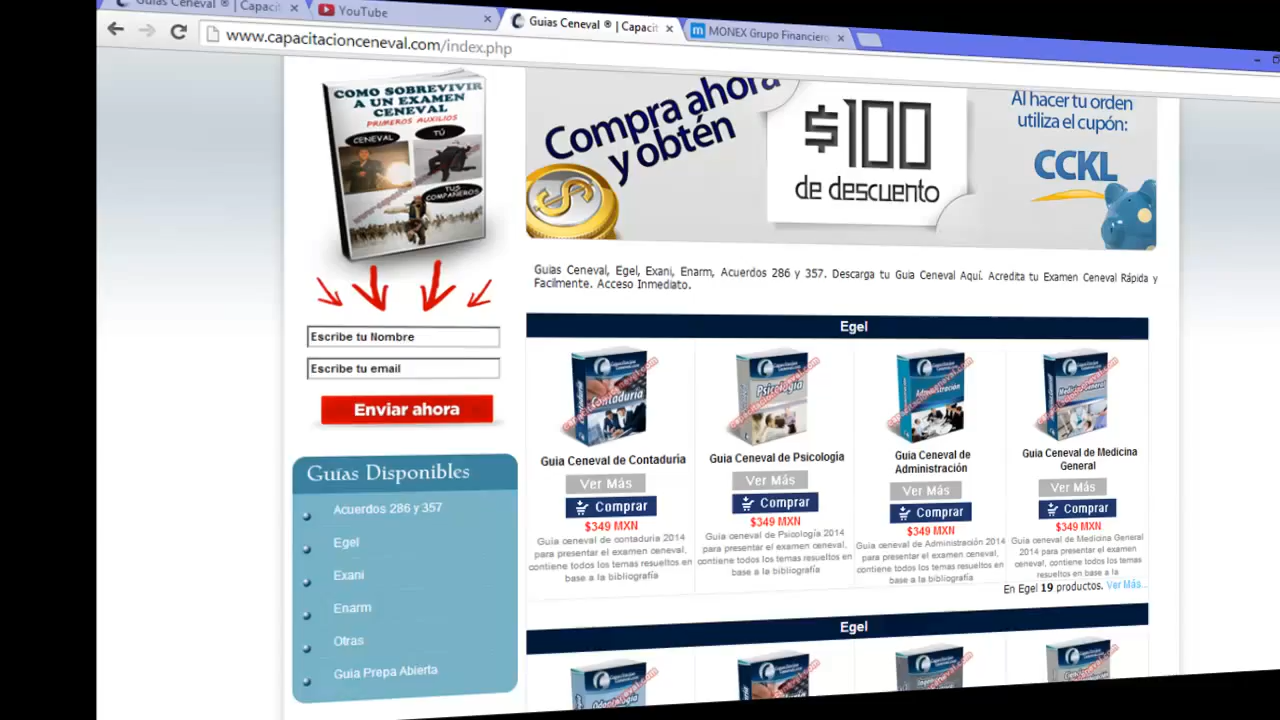 Guias Ceneval ® | Capaci
YouTube
Guias Ceneval ® | Capacit
MONEX Grupo Financiero
www.capacitacionceneval.com/index.php
COMO SOBREVIVIR
A UN EXAMEN
CENEVAL
PRIMEROS AUXILIOS
CENEVAL
TÚ
TUS
COMPAÑEROS
Compra ahora
y obtén
$100
de descuento
Al hacer tu orden
utiliza el cupón:
CCKL
Escribe tu Nombre
Escribe tu email
Enviar ahora
Guias Ceneval, Egel, Exani, Enarm, Acuerdos 286 y 357. Descarga tu Guia Ceneval Aquí. Acredita tu Examen Ceneval Rápida y
Facilmente. Acceso Inmediato.
Egel
Contaduría
Psicología
Administración
Medicina General
Guia Ceneval de Contaduria
Guia Ceneval de Psicología
Guia Ceneval de
Administración
Guia Ceneval de Medicina
General
Ver Más
Ver Más
Ver Más
Ver Más
Comprar
Comprar
Comprar
Comprar
$349 MXN
$349 MXN
$349 MXN
$349 MXN
Guia ceneval de contaduria 2014
para presentar el examen ceneval,
contiene todos los temas resueltos en
base a la bibliografía
Guia ceneval de Psicología 2014
para presentar el examen ceneval,
contiene todos los temas resueltos en
base a la bibliografía
Guia ceneval de Administración 2014
para presentar el examen ceneval,
contiene todos los temas resueltos en
base a la bibliografía
Guia ceneval de Medicina General
2014 para presentar el examen
ceneval, contiene todos los temas
resueltos en base a la
En Egel 19 productos. Ver Más...
Egel
Odontología
Guías Disponibles
Acuerdos 286 y 357
Egel
Exani
Enarm
Otras
Guia Prepa Abierta